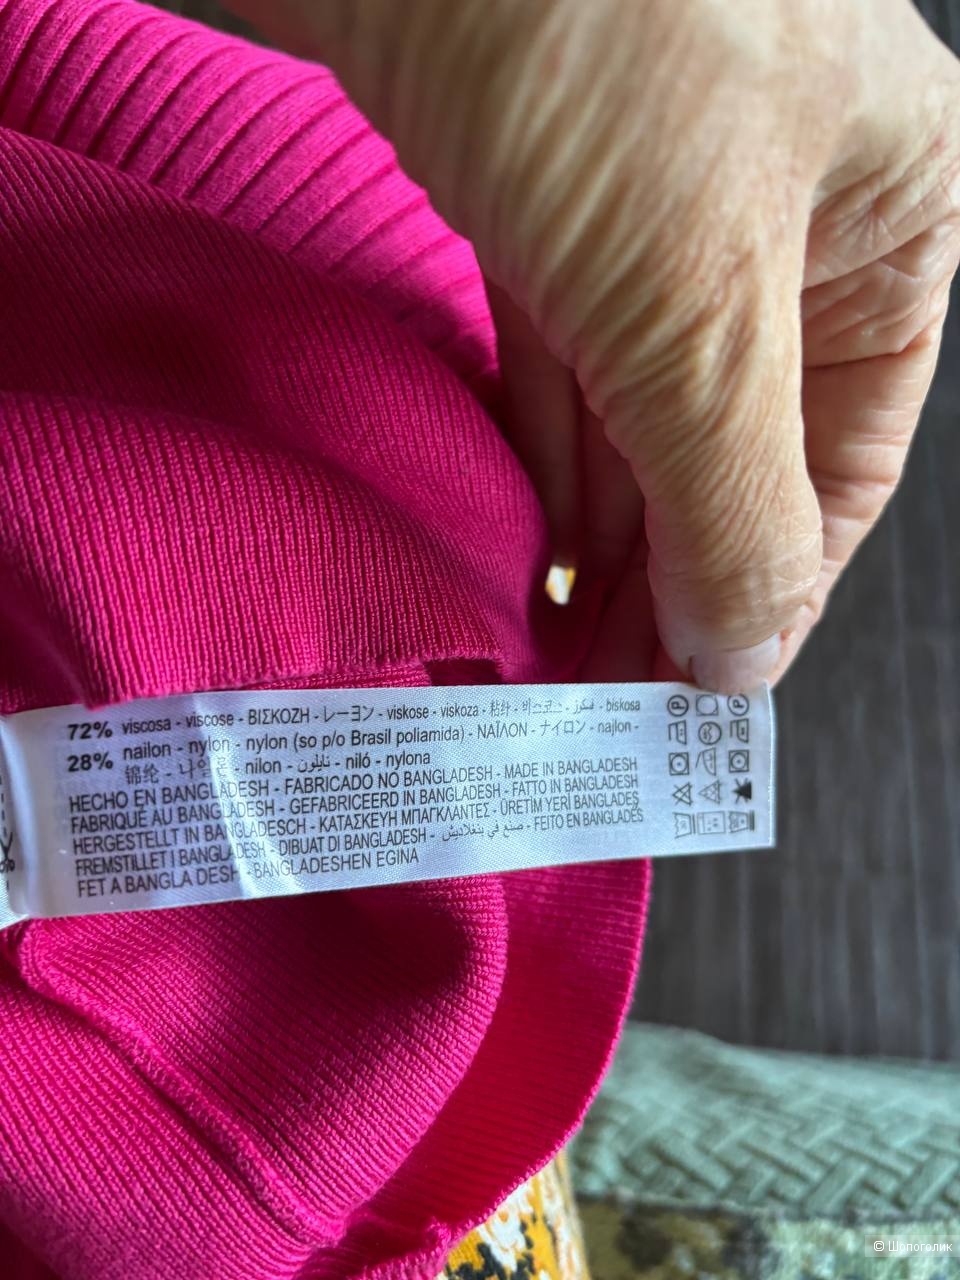 72% viscosa - viscose - ΒΙΣΚΟΖΗ - レーヨン - viskose - viskoza - 粘纤 - 비스코스 - فسكوز - biskosa
28% nailon - nylon - nylon (so p/o Brasil poliamida) - ΝΑΪΛΟΝ - ナイロン - najlon -
锦纶 - 나일론 - nilon - نايلون - niló - nylona
HECHO EN BANGLADESH - FABRICADO NO BANGLADESH - MADE IN BANGLADESH
FABRIQUE AU BANGLADESH - GEFABRICEERD IN BANGLADESH - FATTO IN BANGLADESH
HERGESTELLT IN BANGLADESCH - ΚΑΤΑΣΚΕΥΗ ΜΠΑΓΚΛΑΝΤΕΣ - ÜRETIM YERI BANGLADEŞ
FREMSTILLET I BANGLADESH - DIBUAT DI BANGLADESH - صنع في بنغلاديش - FEITO EN BANGLADÉS
FET A BANGLA DESH - BANGLADESHEN EGINA
© Шопоголик